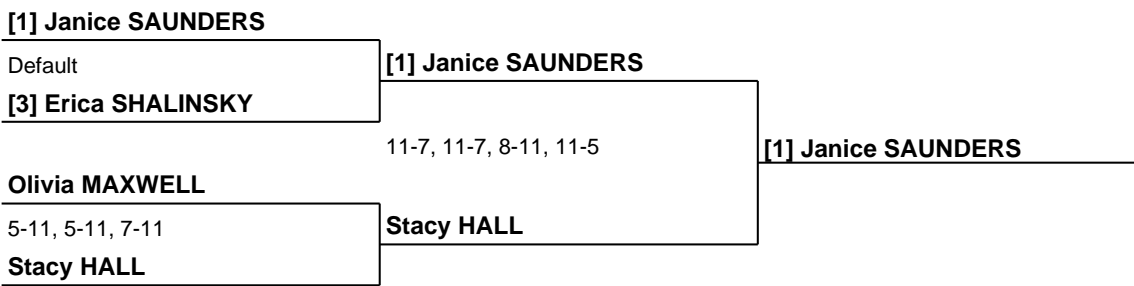 [1] Janice SAUNDERS
Default
[1] Janice SAUNDERS
[3] Erica SHALINSKY
11-7, 11-7, 8-11, 11-5
[1] Janice SAUNDERS
Olivia MAXWELL
5-11, 5-11, 7-11
Stacy HALL
Stacy HALL